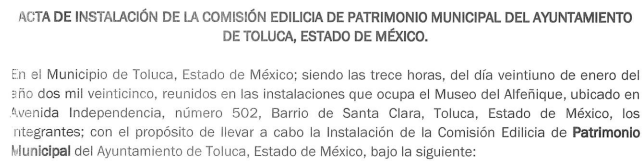 ACTA DE INSTALACIÓN DE LA COMISIÓN EDILICIA DE PATRIMONIO MUNICIPAL DEL AYUNTAMIENTO
DE TOLUCA, ESTADO DE MÉXICO.
En el Municipio de Toluca, Estado de México; siendo las trece horas, del día veintiuno de enero del
año dos mil veinticinco, reunidos en las instalaciones que ocupa el Museo del Alfeñique, ubicado en
Avenida Independencia, número 502, Barrio de Santa Clara, Toluca, Estado de México, los
integrantes; con el propósito de llevar a cabo la Instalación de la Comisión Edilicia de Patrimonio
Municipal del Ayuntamiento de Toluca, Estado de México, bajo la siguiente: